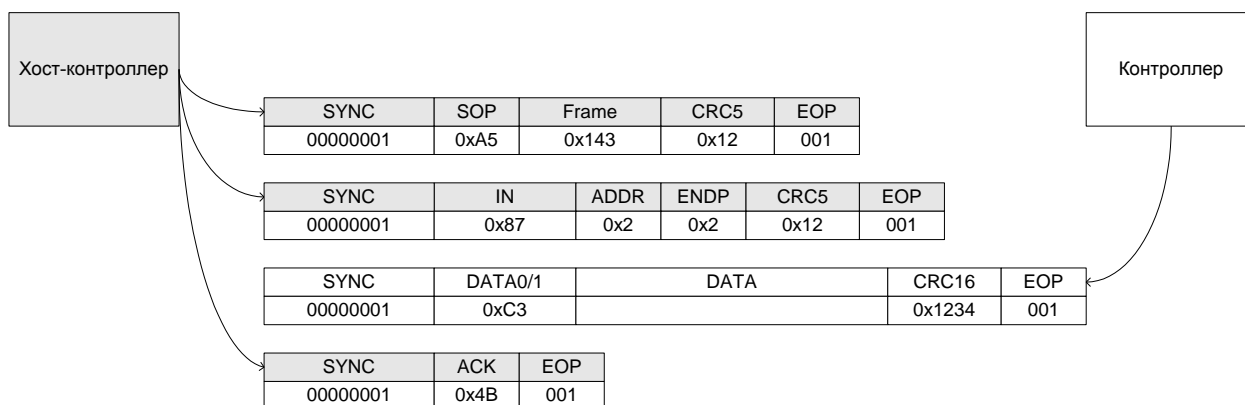 Хост-контроллер
Контроллер
SYNC SOP Frame CRC5 EOP
00000001 0xA5 0x143 0x12 001
SYNC IN ADDR ENDP CRC5 EOP
00000001 0x87 0x2 0x2 0x12 001
SYNC DATA0/1 DATA CRC16 EOP
00000001 0xC3 0x1234 001
SYNC ACK EOP
00000001 0x4B 001